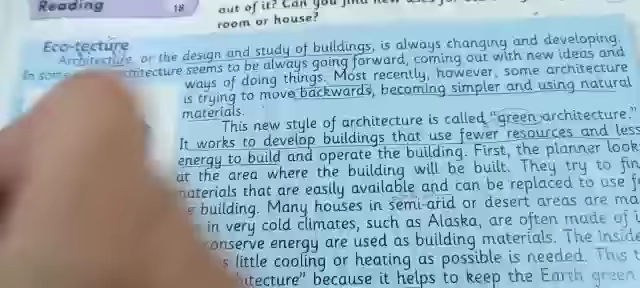 Reading
18
out of it? Can you find new
room or house?
Eco-tecture
Architecture, or the design and study of buildings, is always changing and developing.
In some architecture seems to be always going forward, coming out with new ideas and
ways of doing things. Most recently, however, some architecture
is trying to move backwards, becoming simpler and using natural
materials.
This new style of architecture is called "green architecture."
It works to develop buildings that use fewer resources and less
energy to build and operate the building. First, the planner look
at the area where the building will be built. They try to fin
materials that are easily available and can be replaced to use f
building. Many houses in semi-arid or desert areas are ma
in very cold climates, such as Alaska, are often made of
conserve energy are used as building materials. The inside
little cooling or heating as possible is needed. This
itecture" because it helps to keep the Earth green